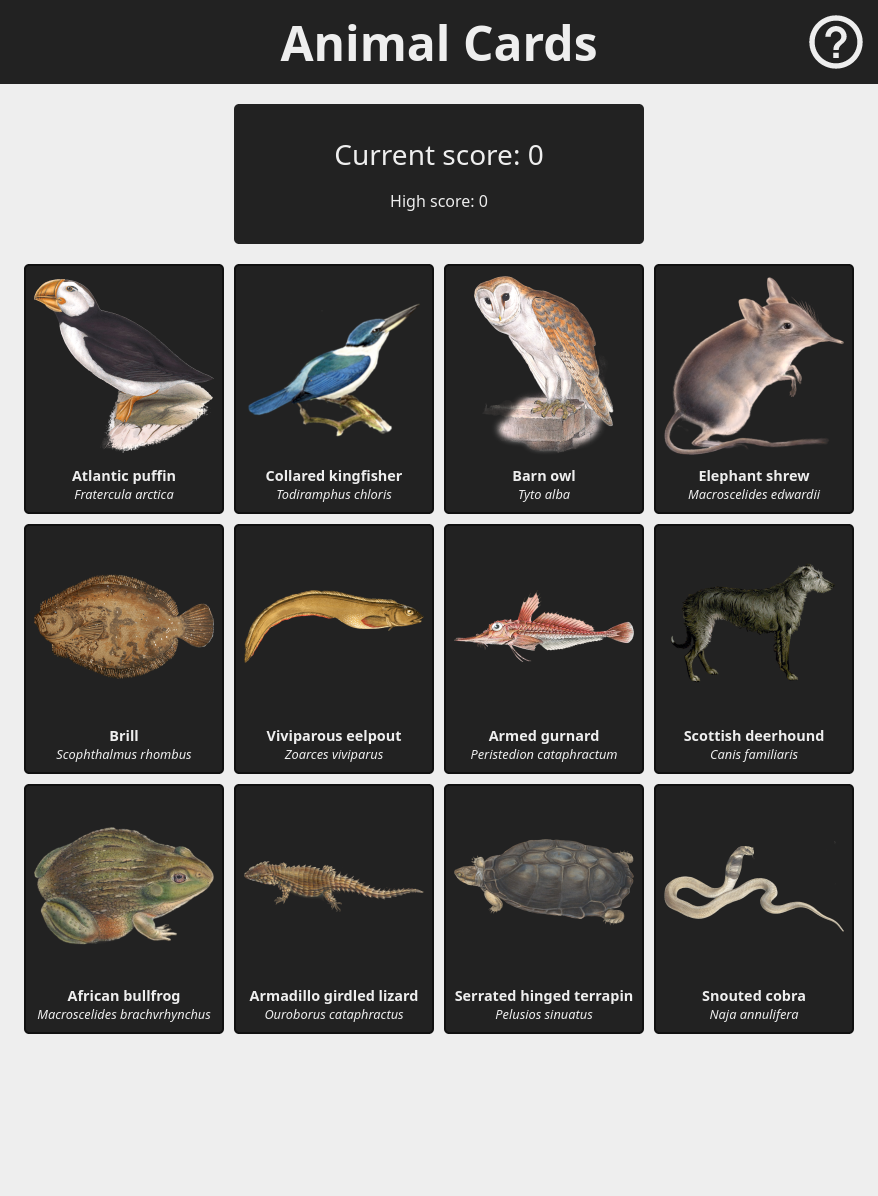 Animal Cards
Current score: 0
High score: 0
Atlantic puffin
Fratercula arctica
Collared kingfisher
Todiramphus chloris
Barn owl
Tyto alba
Elephant shrew
Macroscelides edwardii
Brill
Scophthalmus rhombus
Viviparous eelpout
Zoarces viviparus
Armed gurnard
Peristedion cataphractum
Scottish deerhound
Canis familiaris
African bullfrog
Macroscelides brachvrhynchus
Armadillo girdled lizard
Ouroborus cataphractus
Serrated hinged terrapin
Pelusios sinuatus
Snouted cobra
Naja annulifera